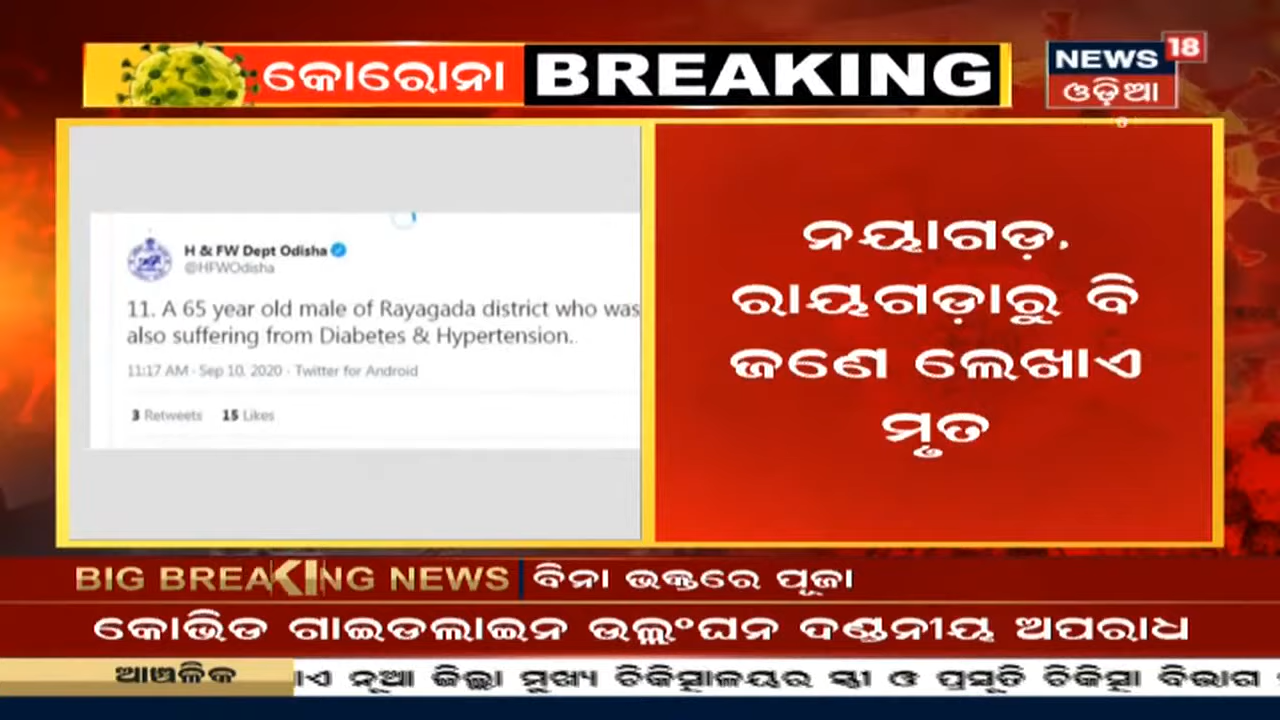 କୋରୋନା BREAKING
NEWS 18
ଓଡ଼ିଆ
H & FW Dept Odisha
@HFWOdisha
11. A 65 year old male of Rayagada district who was
also suffering from Diabetes & Hypertension..
11:17 AM · Sep 10, 2020 · Twitter for Android
3 Retweets 15 Likes
ନୟାଗଡ଼,
ରାୟଗଡ଼ାରୁ ବି
ଜଣେ ଲେଖାଏ
ମୃତ
BIG BREAKING NEWS ବିନା ଭକ୍ତରେ ପୂଜା
କୋଭିଡ ଗାଇଡଲାଇନ ଉଲ୍ଲଂଘନ ଦଣ୍ଡନୀୟ ଅପରାଧ
ଆଞ୍ଚଳିକ ାଏ ନୂଆ ଜିଲ୍ଲା ମୁଖ୍ୟ ଚିକିତ୍ସାଳୟର ସ୍ତ୍ରୀ ଓ ପ୍ରସୂତି ଚିକିତ୍ସା ବିଭାଗ